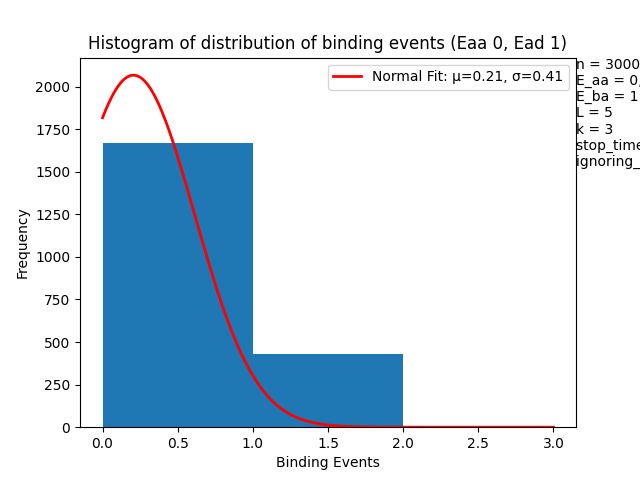 Histogram of distribution of binding events (Eaa 0, Ead 1)
Normal Fit: μ=0.21, σ=0.41
n = 3000
E_aa = 0,
E_ba = 1
L = 5
k = 3
stop_time
ignoring_
Frequency
2000
1750
1500
1250
1000
750
500
250
0
0.0 0.5 1.0 1.5 2.0 2.5 3.0
Binding Events